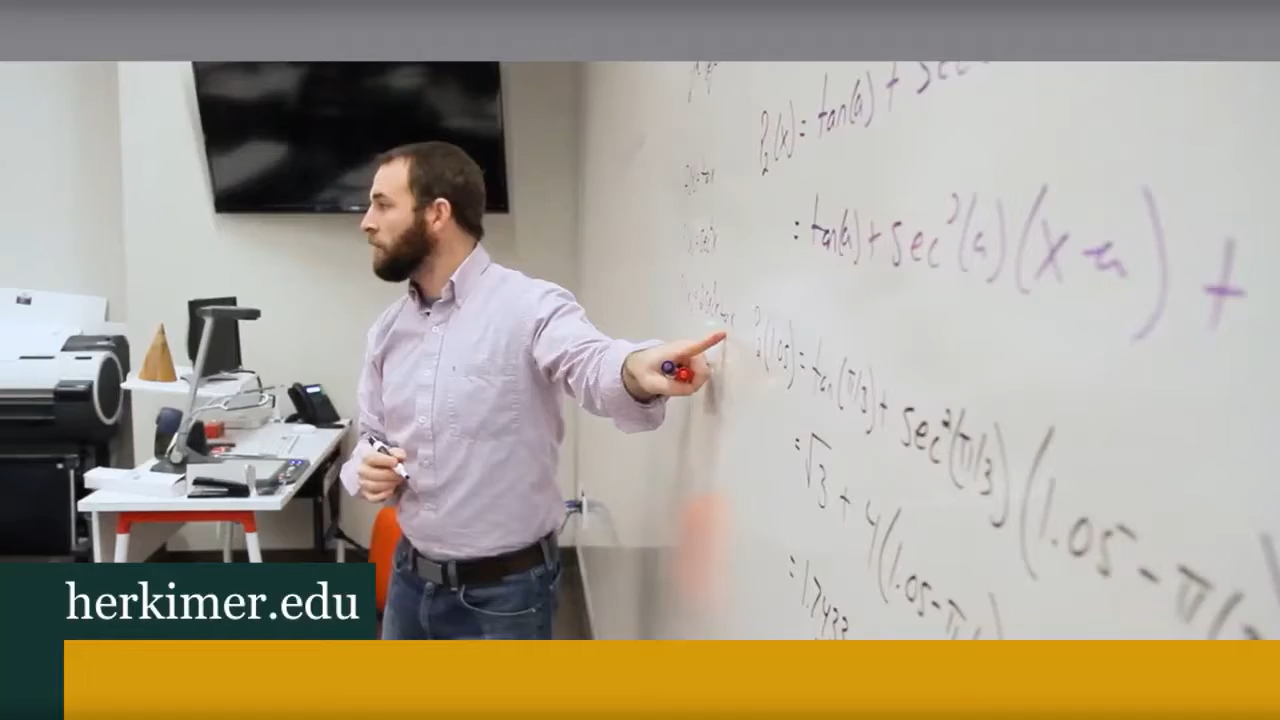 P₂(x) = tan(a) + sec
= tan(a) + sec²(a)(x-a) +
P₂(1.05) = tan(π/3) + sec²(π/3)(1.05 - π/
= √3 + 4(1.05 - π/
= 1.7433
herkimer.edu